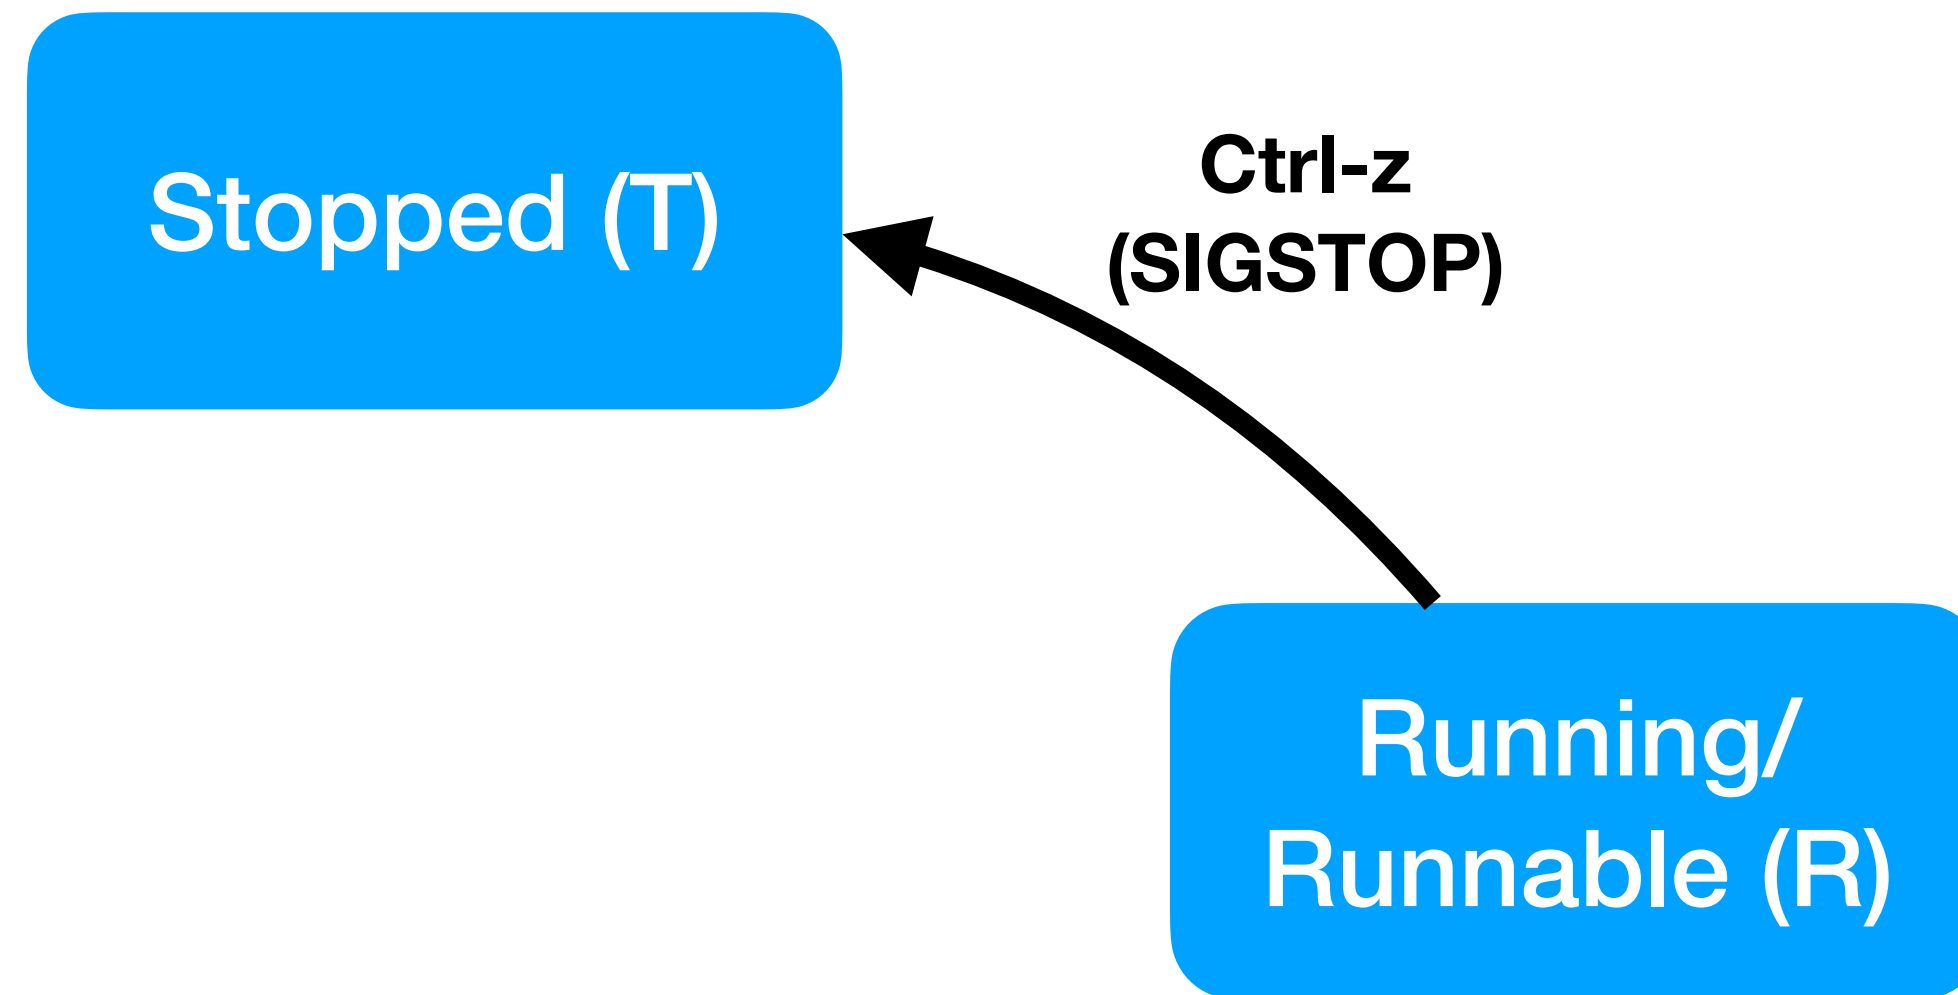 Stopped (T)
Ctrl-z
(SIGSTOP)
Running/
Runnable (R)